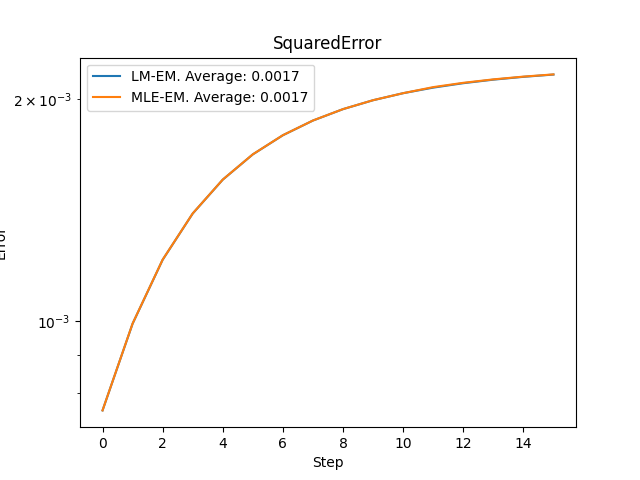 SquaredError
LM-EM. Average: 0.0017
MLE-EM. Average: 0.0017
2 × 10⁻³
10⁻³
Error
0 2 4 6 8 10 12 14
Step